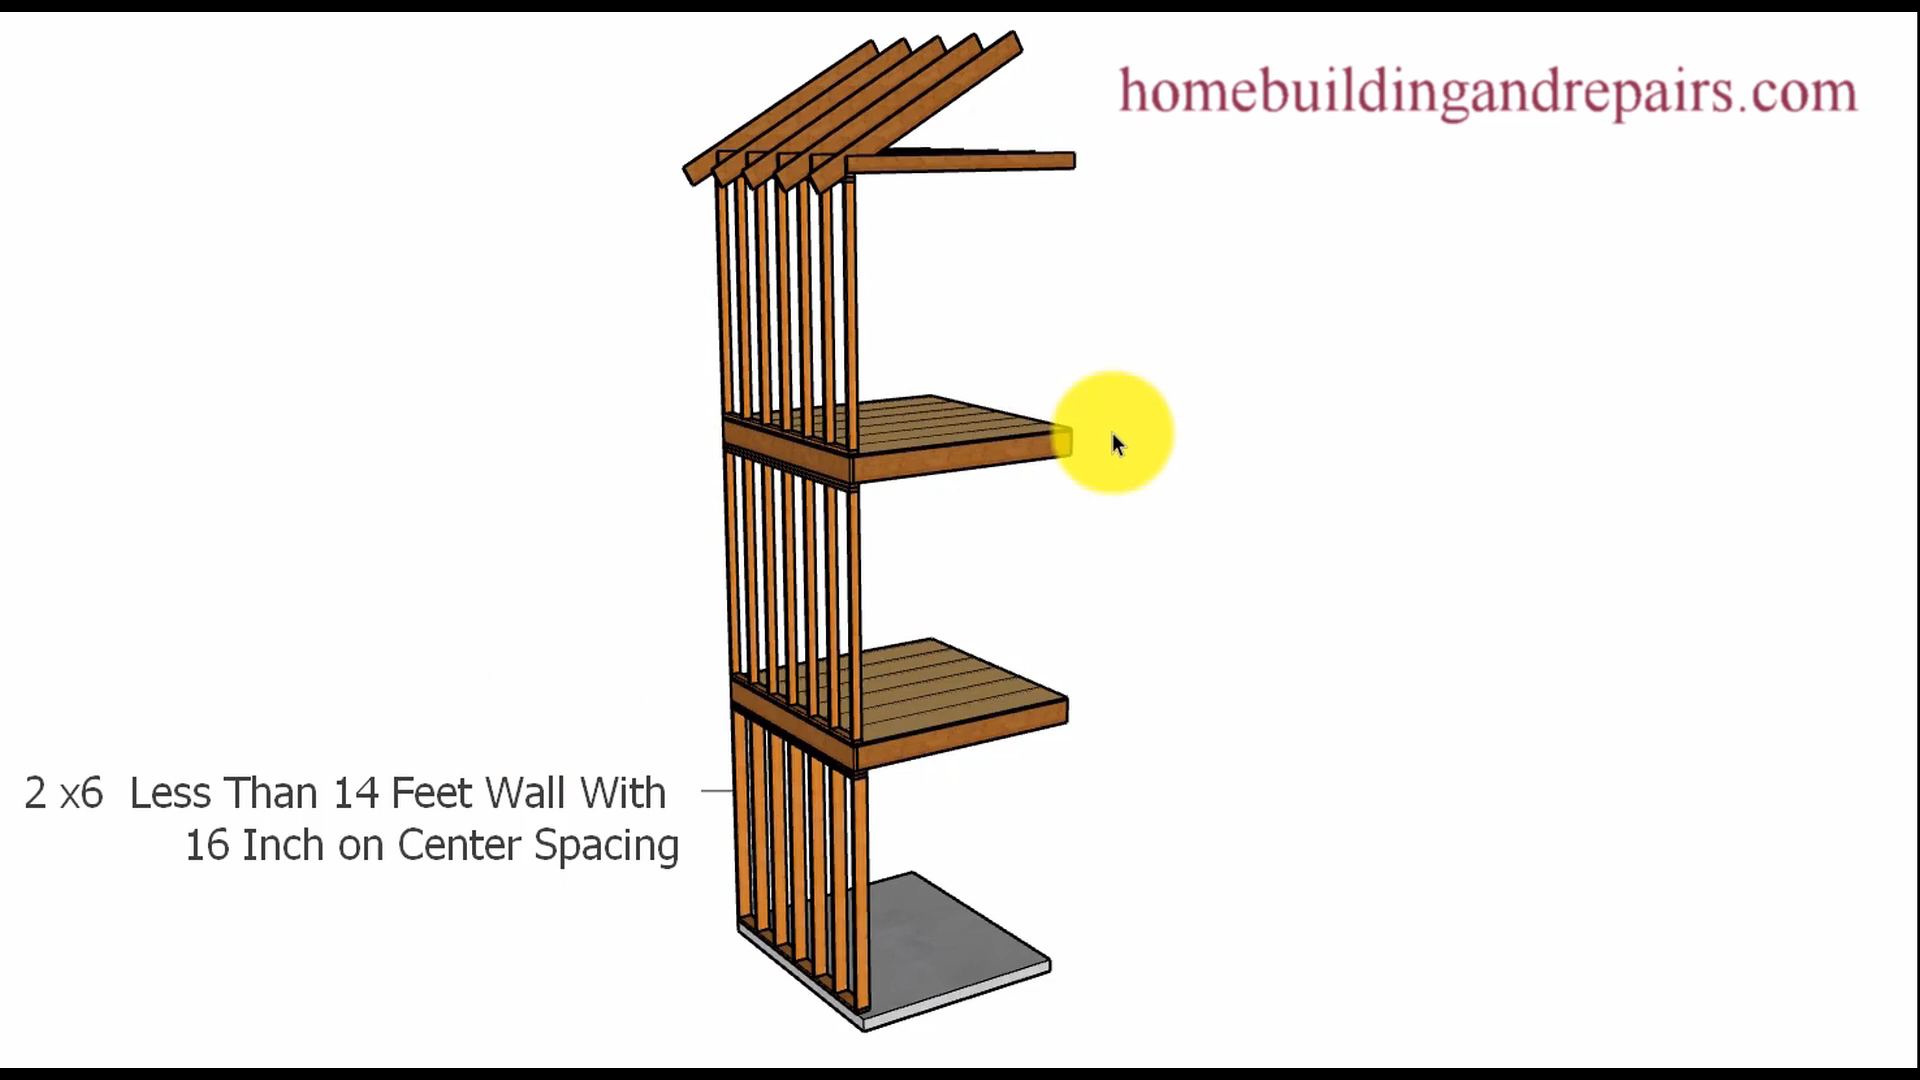 homebuildingandrepairs.com
2 x6 Less Than 14 Feet Wall With
16 Inch on Center Spacing